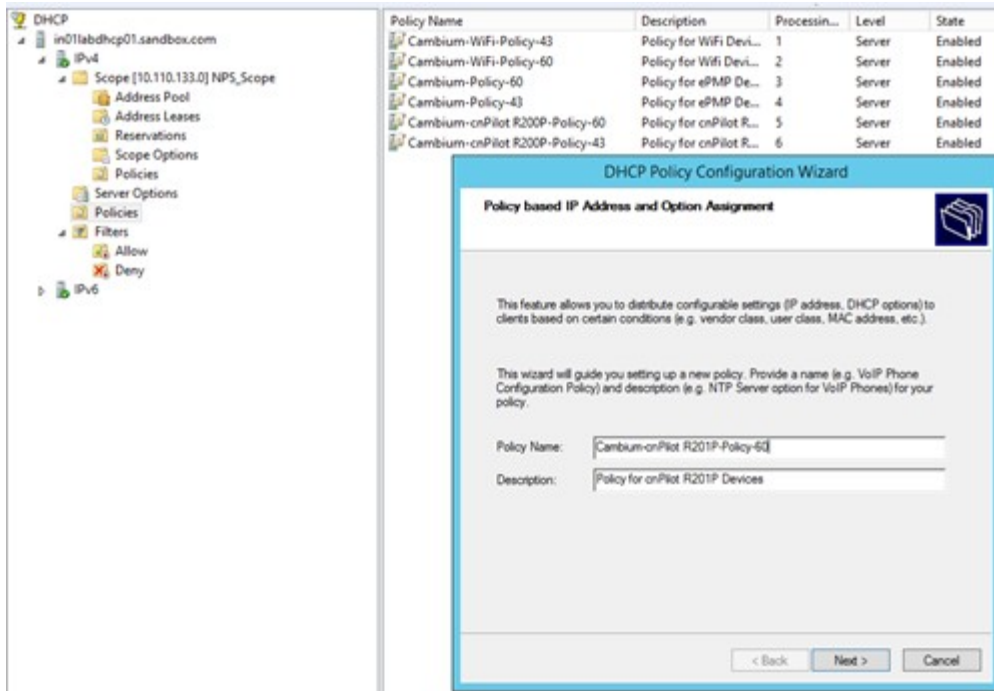 DHCP
in01labdhcp01.sandbox.com
IPv4
Scope [10.110.133.0] NPS_Scope
Address Pool
Address Leases
Reservations
Scope Options
Policies
Server Options
Policies
Filters
Allow
Deny
IPv6
Policy Name Description Processin... Level State
Cambium-WiFi-Policy-43 Policy for WiFi Devi... 1 Server Enabled
Cambium-WiFi-Policy-60 Policy for Wifi Devi... 2 Server Enabled
Cambium-Policy-60 Policy for ePMP De... 3 Server Enabled
Cambium-Policy-43 Policy for ePMP De... 4 Server Enabled
Cambium-cnPilot R200P-Policy-60 Policy for cnPilot R... 5 Server Enabled
Cambium-cnPilot R200P-Policy-43 Policy for cnPilot R... 6 Server Enabled
DHCP Policy Configuration Wizard
Policy based IP Address and Option Assignment
This feature allows you to distribute configurable settings (IP address, DHCP options) to
clients based on certain conditions (e.g. vendor class, user class, MAC address, etc.).
This wizard will guide you setting up a new policy. Provide a name (e.g. VoIP Phone
Configuration Policy) and description (e.g. NTP Server option for VoIP Phones) for your
policy.
Policy Name: Cambium-cnPilot R201P-Policy-60
Description: Policy for cnPilot R201P Devices
< Back Next > Cancel